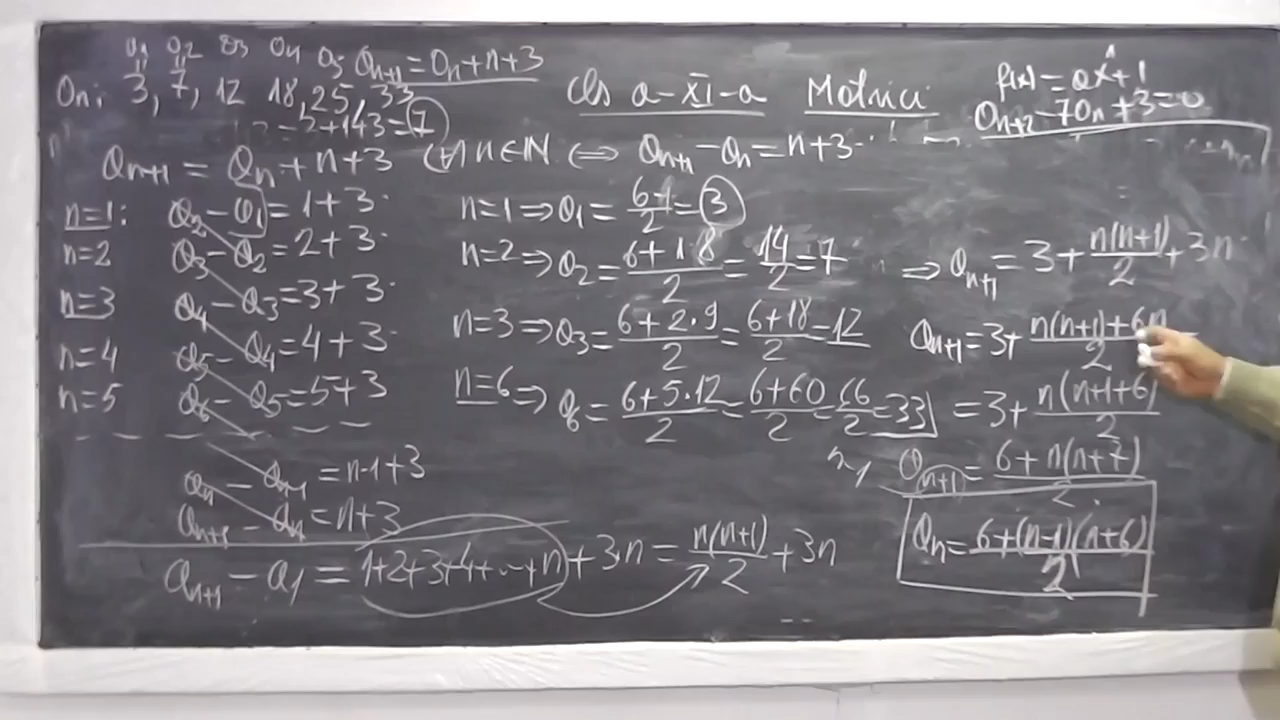 a1 a2 a3 a4 a5 an+1 = an + n + 3
an: 3, 7, 12 18, 25, 33
cls a-XI-a Matrici
f(x) = ax + 1
an+2 - 7an + 3 = 0
2 + 143 = 7
an+1 = an + n + 3 (∀) n ∈ N ⇔ an+1 - an = n + 3
n=1: a2 - a1 = 1 + 3
n=2 a3 - a2 = 2 + 3
n=3 a4 - a3 = 3 + 3
n=4 a5 - a4 = 4 + 3
n=5 a6 - a5 = 5 + 3
an - an-1 = n-1+3
an+1 - an = n+3
an+1 - a1 = 1+2+3+4+...+n + 3n = n(n+1)/2 + 3n
n=1 ⇒ a1 = 6-1/2 = 3
n=2 ⇒ a2 = 6+1·8/2 = 14/2 = 7
n=3 ⇒ a3 = 6+2·9/2 = 6+18/2 = 12
n=6 ⇒ a6 = 6+5·12/2 = 6+60/2 = 66/2 = 33
⇒ an+1 = 3 + n(n+1)/2 + 3n
an+1 = 3 + n(n+1)+6n/2
= 3 + n(n+1+6)/2
an+1 = 6+n(n+7)/2
an = 6+(n-1)(n+6)/2